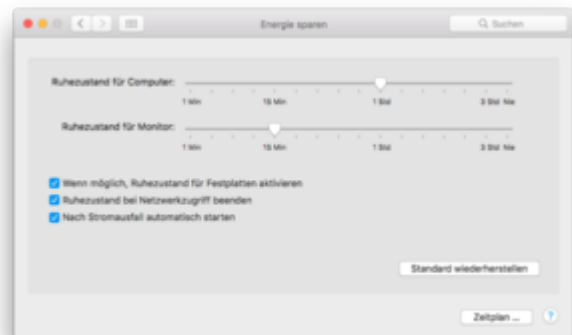 Energie sparen
Suchen
Ruhezustand für Computer:
1 Min 15 Min 1 Std 3 Std Nie
Ruhezustand für Monitor:
1 Min 15 Min 1 Std 3 Std Nie
Wenn möglich, Ruhezustand für Festplatten aktivieren
Ruhezustand bei Netzwerkzugriff beenden
Nach Stromausfall automatisch starten
Standard wiederherstellen
Zeitplan ... ?